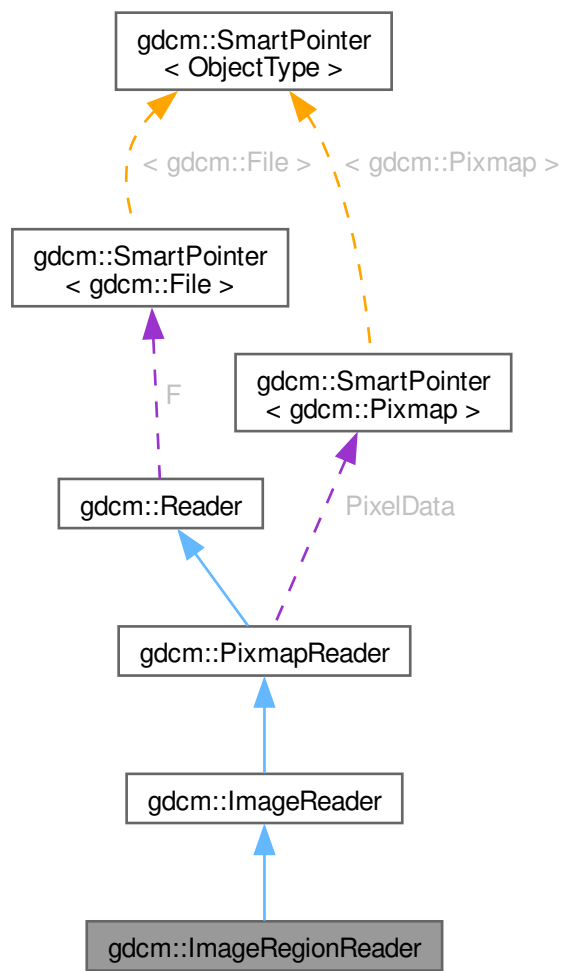 gdcm::SmartPointer
< ObjectType >
< gdcm::File >
< gdcm::Pixmap >
gdcm::SmartPointer
< gdcm::File >
gdcm::SmartPointer
< gdcm::Pixmap >
F
gdcm::Reader
PixelData
gdcm::PixmapReader
gdcm::ImageReader
gdcm::ImageRegionReader